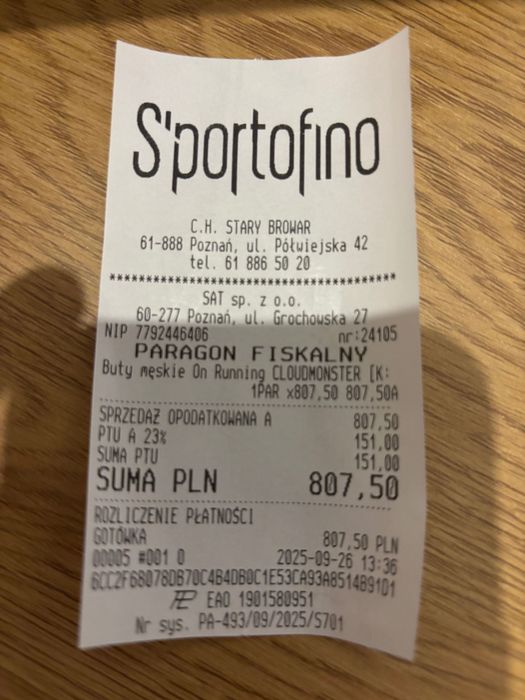 S'portofino
C.H. STARY BROWAR
61-888 Poznań, ul. Półwiejska 42
tel. 61 886 50 20
****************************************
SAT sp. z o.o.
60-277 Poznań, ul. Grochowska 27
NIP 7792446406 nr:24105
PARAGON FISKALNY
Buty męskie On Running CLOUDMONSTER [K:
1PAR x807,50 807,50A
SPRZEDAŻ OPODATKOWANA A 807,50
PTU A 23% 151,00
SUMA PTU 151,00
SUMA PLN 807,50
ROZLICZENIE PŁATNOŚCI
GOTÓWKA 807,50 PLN
00005 #001 0 2025-09-26 13:36
6CC2F68078DB70C4B4DB0C1E53CA93A8514B9101
EAO 1901580951
Nr sys. PA-493/09/2025/S701